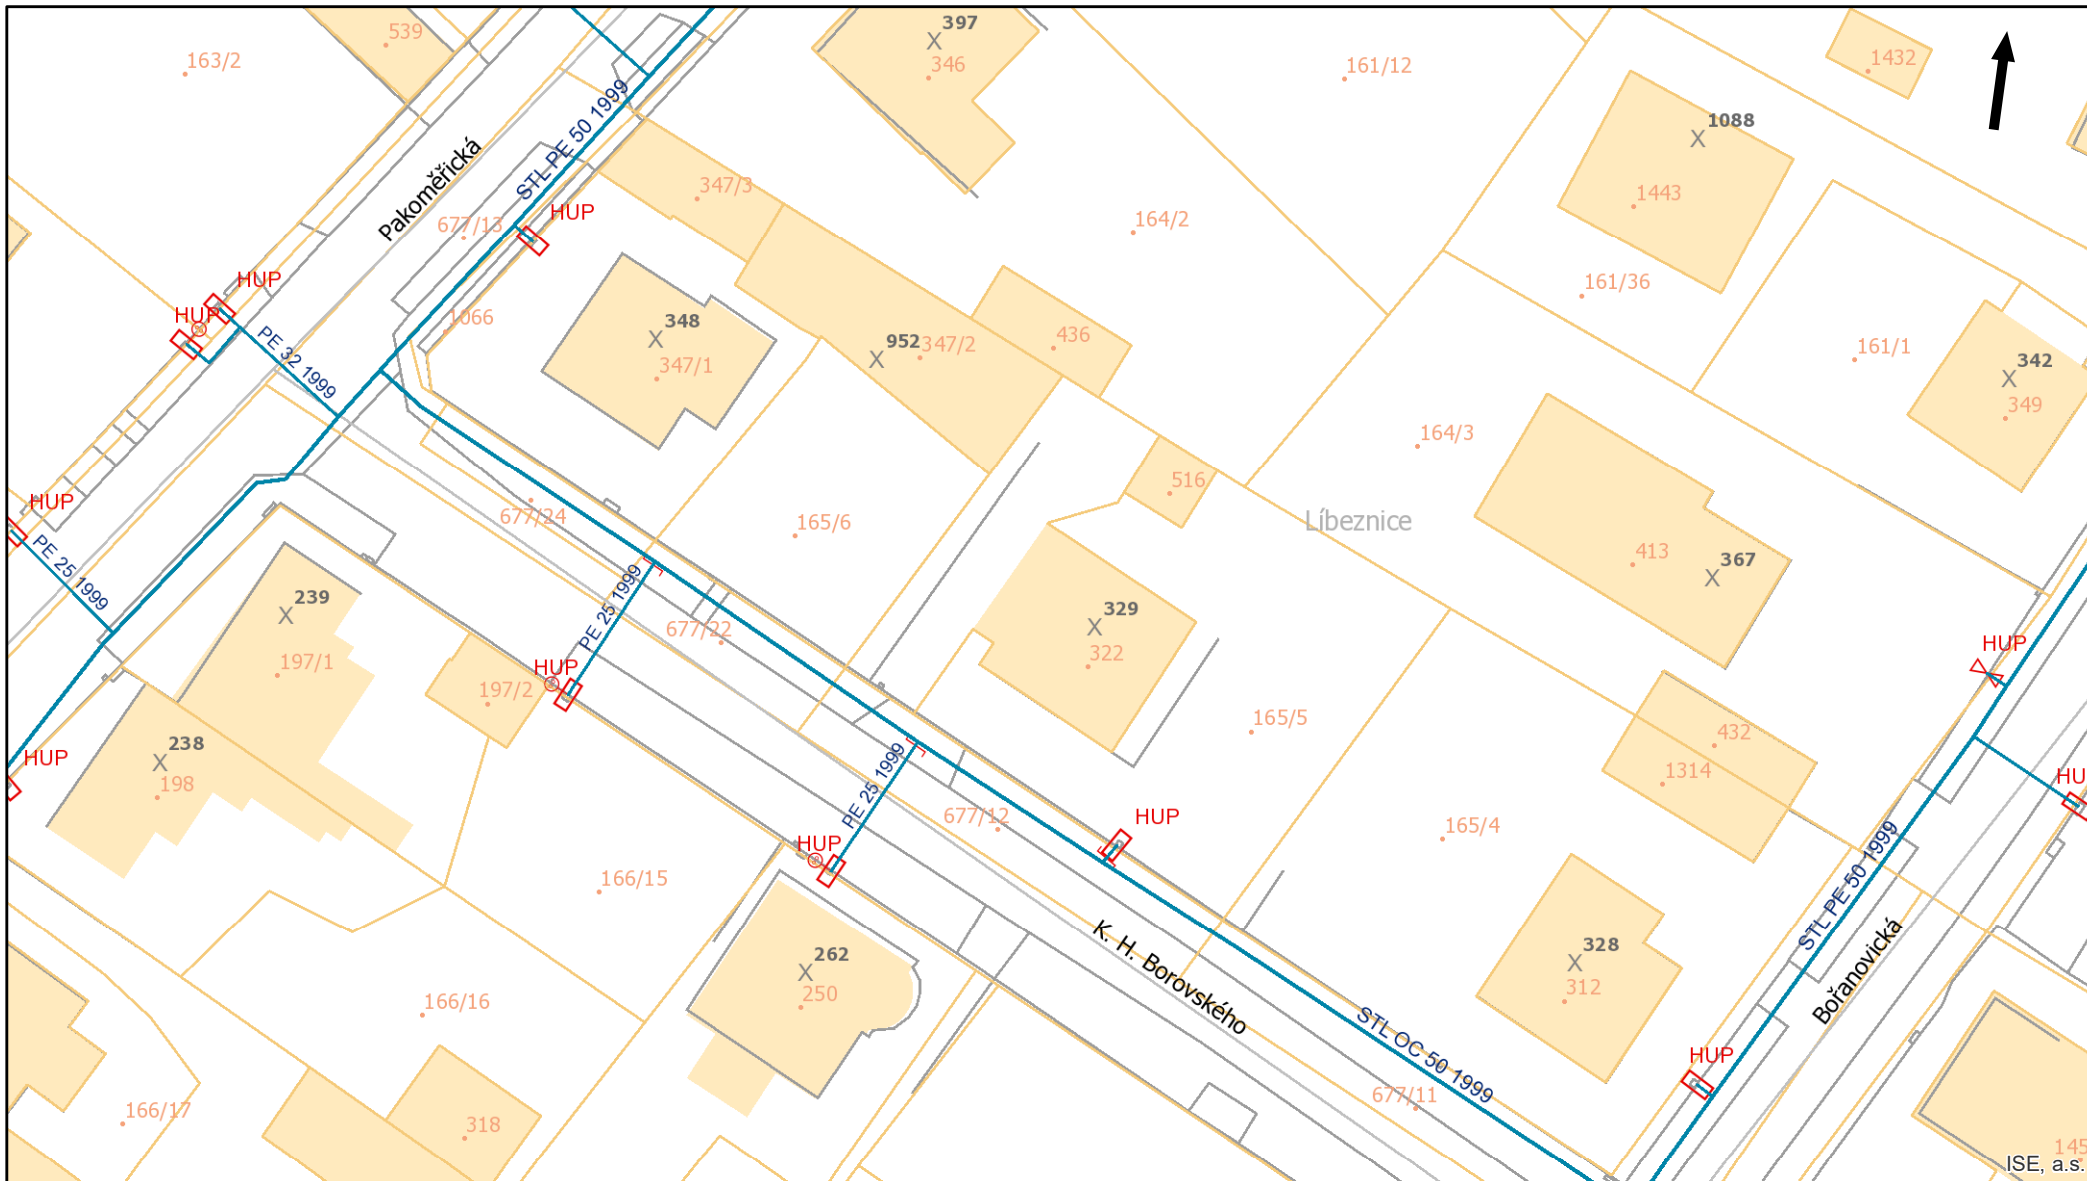 397
539
163/2
346
161/12
1432
1088
STL PE 50 1999
Pakoměřická
347/3
1443
677/13
HUP
164/2
HUP
161/36
HUP
1066
348
PE 32 1999
952
347/2
436
161/1
342
347/1
349
164/3
516
HUP
677/24
165/6
Líbeznice
413
367
PE 25 1999
239
PE 25 1999
329
677/22
322
HUP
197/1
HUP
197/2
165/5
432
238
HUP
198
1314
HU
PE 25 1999
677/12
HUP
165/4
HUP
166/15
STL PE 50 1999
K. H. Borovského
262
328
Bořanovická
250
312
166/16
STL OC 50 1999
HUP
677/11
166/17
318
145
ISE, a.s.